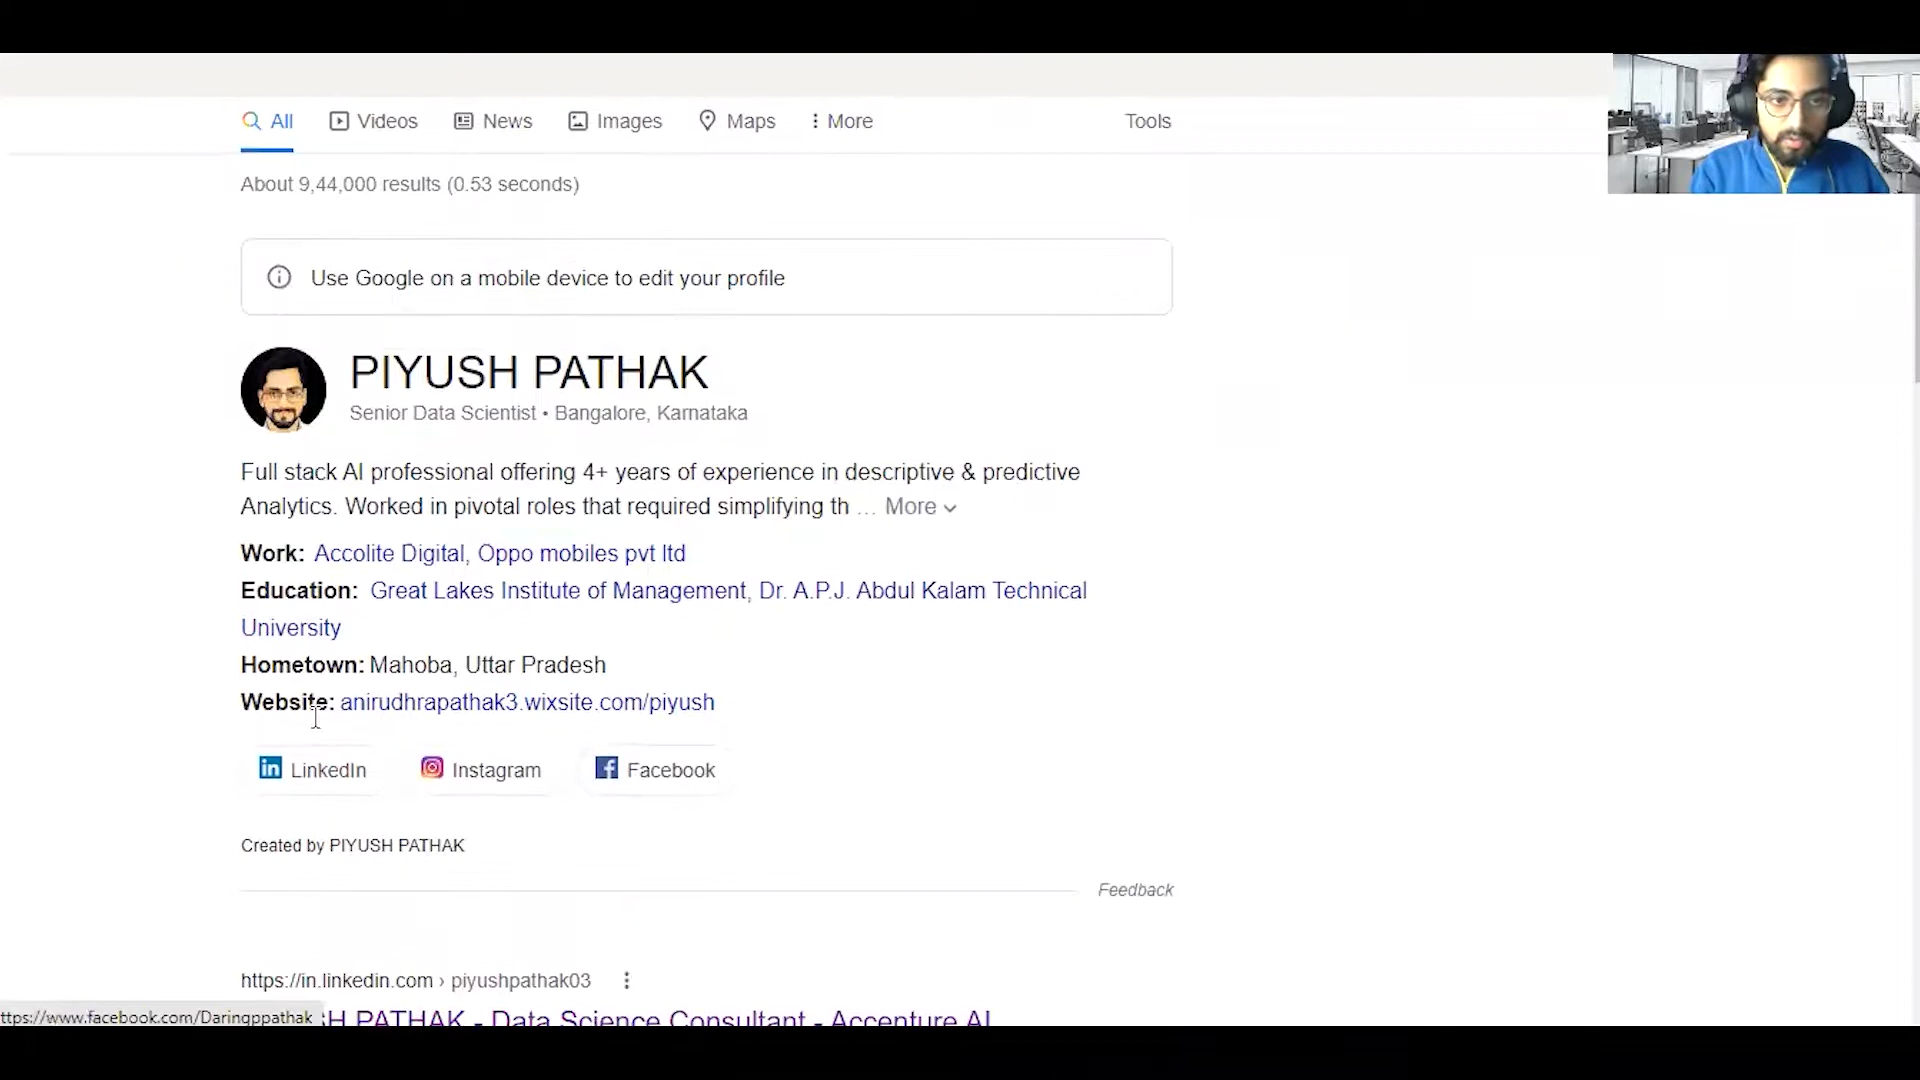 All Videos News Images Maps More Tools
About 9,44,000 results (0.53 seconds)
Use Google on a mobile device to edit your profile
PIYUSH PATHAK
Senior Data Scientist • Bangalore, Karnataka
Full stack AI professional offering 4+ years of experience in descriptive & predictive
Analytics. Worked in pivotal roles that required simplifying th ... More
Work: Accolite Digital, Oppo mobiles pvt ltd
Education: Great Lakes Institute of Management, Dr. A.P.J. Abdul Kalam Technical
University
Hometown: Mahoba, Uttar Pradesh
Website: anirudhrapathak3.wixsite.com/piyush
LinkedIn Instagram Facebook
Created by PIYUSH PATHAK
Feedback
https://in.linkedin.com › piyushpathak03
ttps://www.facebook.com/Daringppathak
H PATHAK - Data Science Consultant - Accenture AI